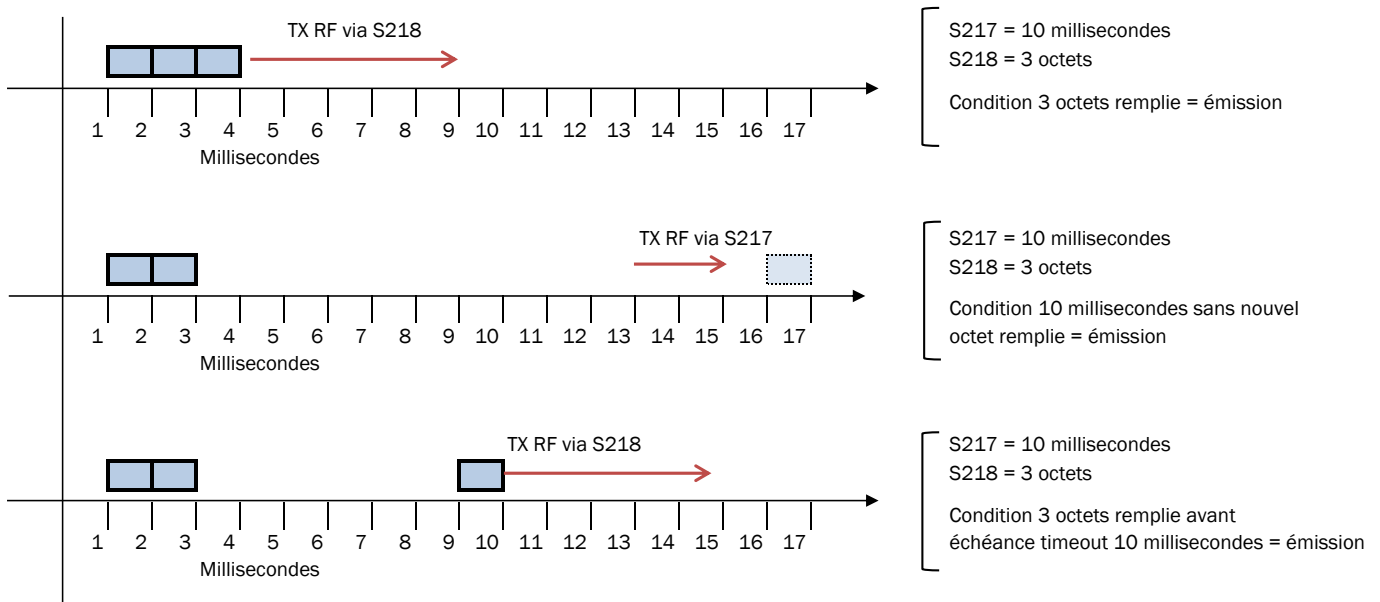 TX RF via S218
1 2 3 4 5 6 7 8 9 10 11 12 13 14 15 16 17
Millisecondes
S217 = 10 millisecondes
S218 = 3 octets
Condition 3 octets remplie = émission
TX RF via S217
1 2 3 4 5 6 7 8 9 10 11 12 13 14 15 16 17
Millisecondes
S217 = 10 millisecondes
S218 = 3 octets
Condition 10 millisecondes sans nouvel
octet remplie = émission
TX RF via S218
1 2 3 4 5 6 7 8 9 10 11 12 13 14 15 16 17
Millisecondes
S217 = 10 millisecondes
S218 = 3 octets
Condition 3 octets remplie avant
échéance timeout 10 millisecondes = émission